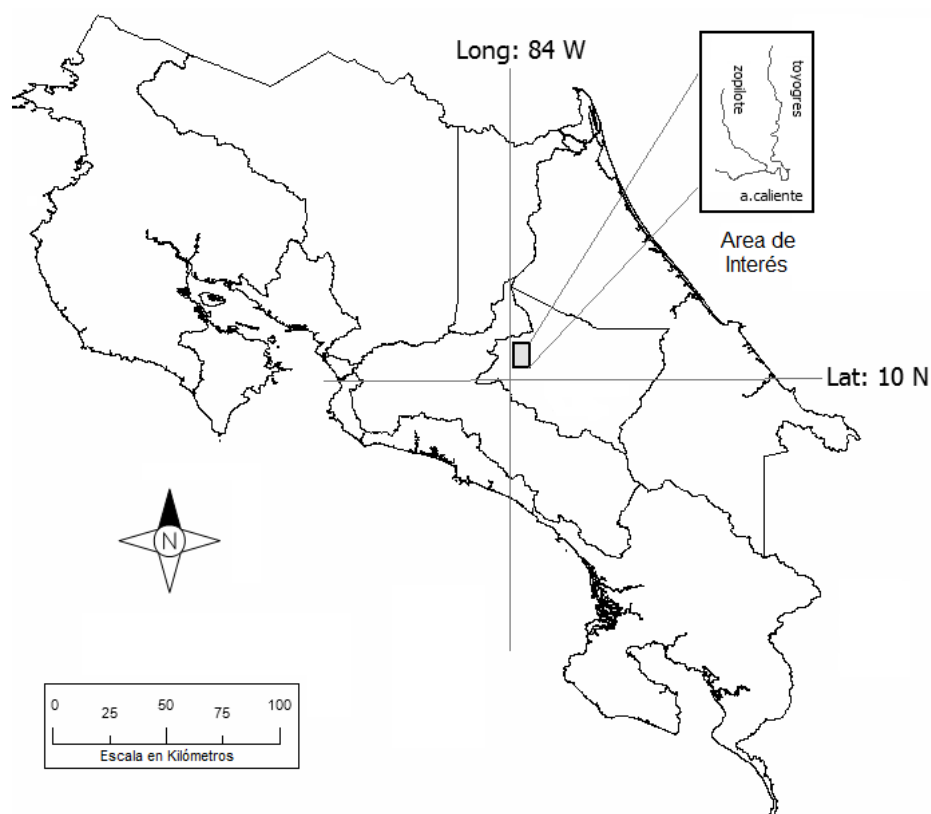 Long: 84 W
toyogres
zopilote
a.caliente
Area de
Interés
Lat: 10 N
N
0 25 50 75 100
Escala en Kilómetros